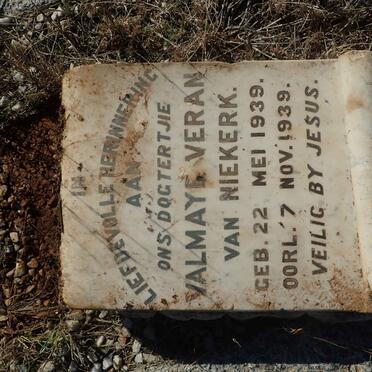 IN
LIEFDEVOLLE HERINNERING
AAN
ONS DOGTERTJIE
VALMAYE VERAN
VAN NIEKERK.
GEB. 22 MEI 1939.
OORL. 7 NOV. 1939.
VEILIG BY JESUS.